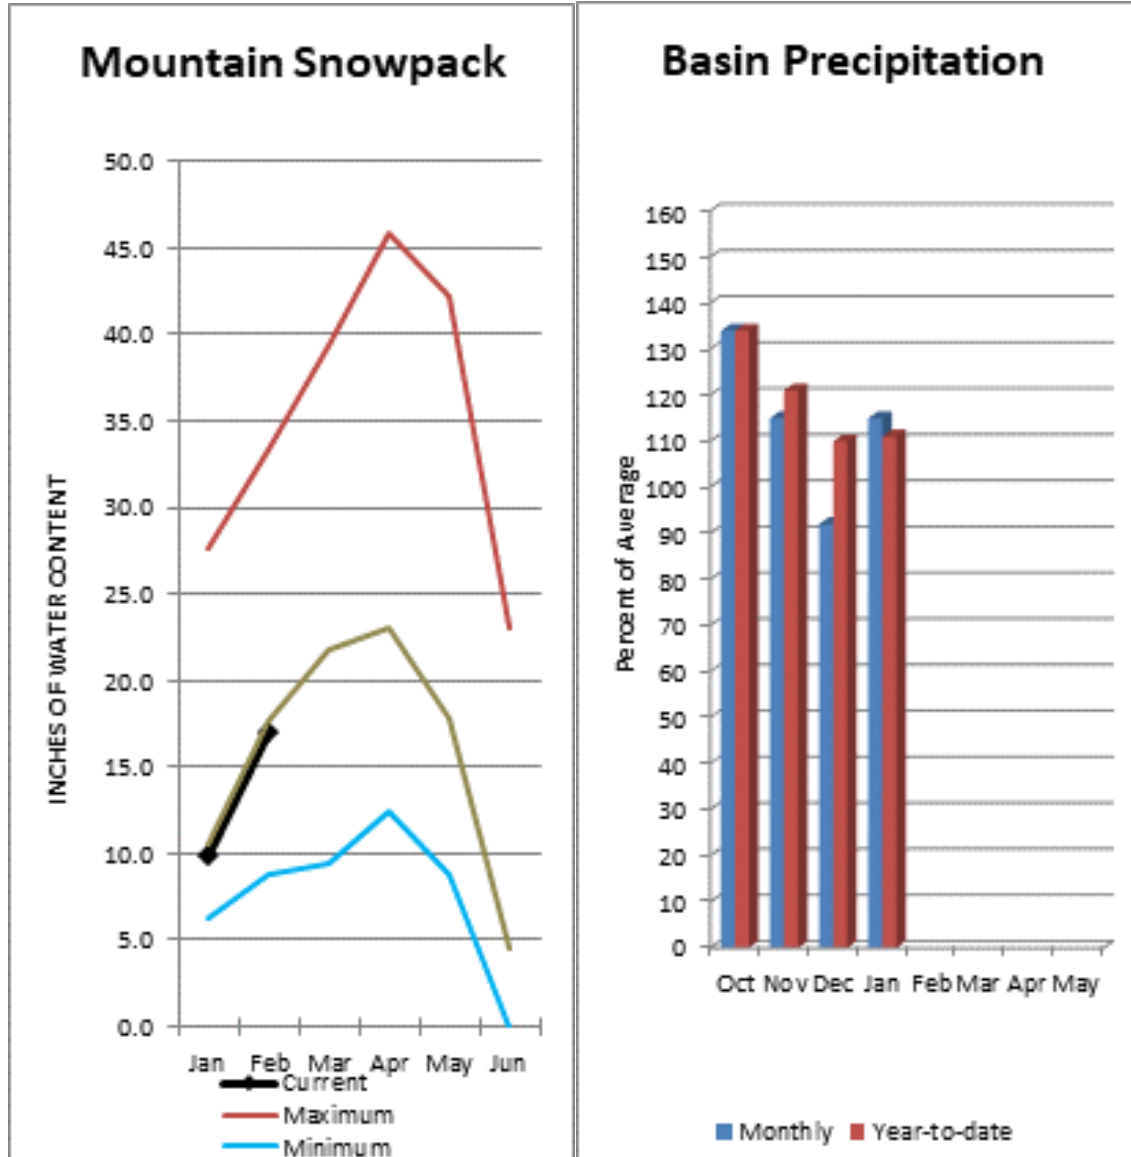 Mountain Snowpack
INCHES OF WATER CONTENT
50.0
45.0
40.0
35.0
30.0
25.0
20.0
15.0
10.0
5.0
0.0
Jan Feb Mar Apr May Jun
Current
Maximum
Minimum
Basin Precipitation
Percent of Average
160
150
140
130
120
110
100
90
80
70
60
50
40
30
20
10
0
Oct Nov Dec Jan Feb Mar Apr May
Monthly Year-to-date